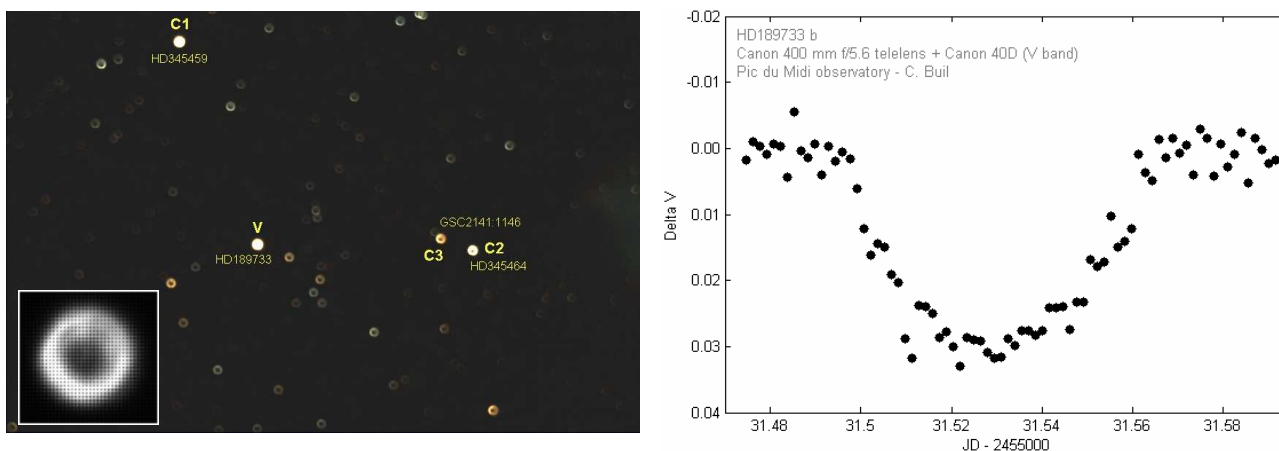 C1
HD345459
V
HD189733
GSC2141:1146
C3
C2
HD345464
HD189733 b
Canon 400 mm f/5.6 telelens + Canon 40D (V band)
Pic du Midi observatory - C. Buil
Delta V
-0.02
-0.01
0.00
0.01
0.02
0.03
0.04
31.48
31.5
31.52
31.54
31.56
31.58
JD - 2455000